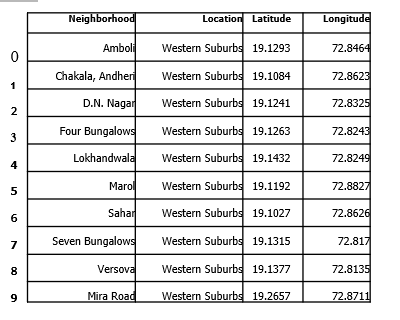 Neighborhood Location Latitude Longitude
0 Amboli Western Suburbs 19.1293 72.8464
1 Chakala, Andheri Western Suburbs 19.1084 72.8623
2 D.N. Nagar Western Suburbs 19.1241 72.8325
3 Four Bungalows Western Suburbs 19.1263 72.8243
4 Lokhandwala Western Suburbs 19.1432 72.8249
5 Marol Western Suburbs 19.1192 72.8827
6 Sahar Western Suburbs 19.1027 72.8626
7 Seven Bungalows Western Suburbs 19.1315 72.817
8 Versova Western Suburbs 19.1377 72.8135
9 Mira Road Western Suburbs 19.2657 72.8711